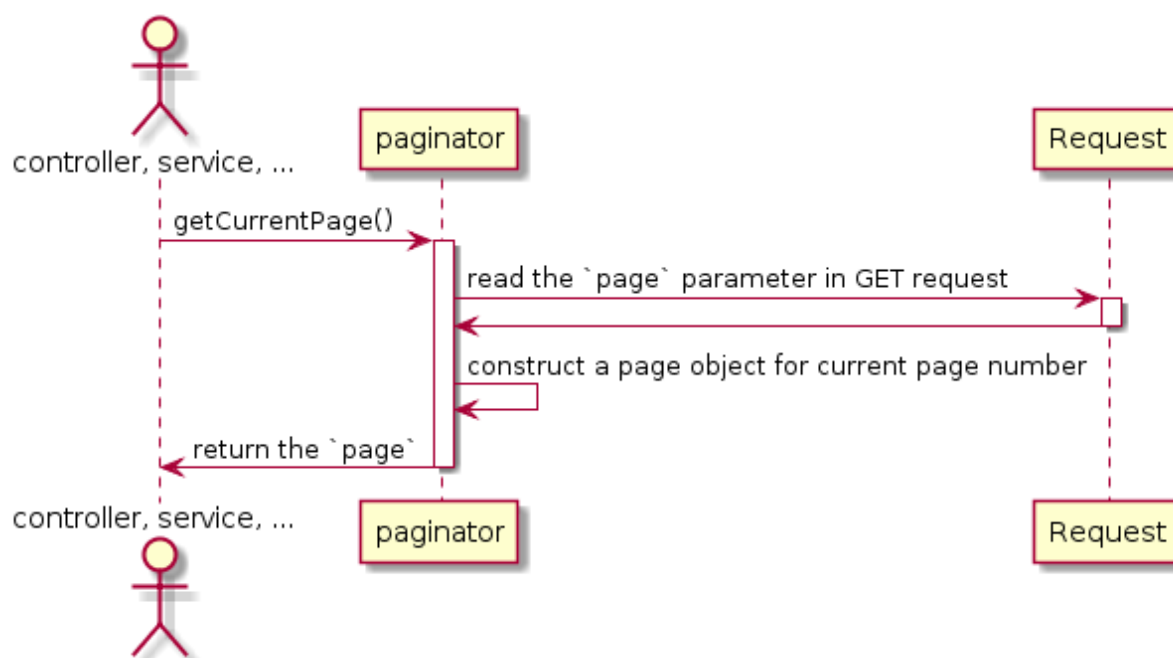 paginator
Request
controller, service, ...
getCurrentPage()
read the `page` parameter in GET request
construct a page object for current page number
return the `page`
controller, service, ...
paginator
Request